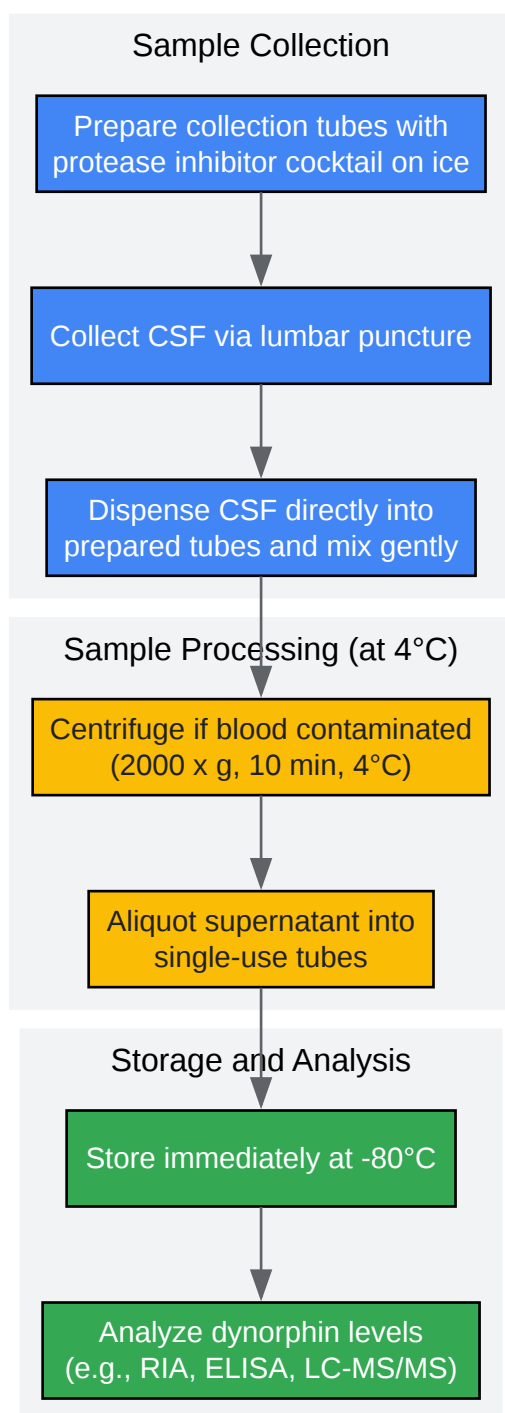 Sample Collection
Prepare collection tubes with
protease inhibitor cocktail on ice
Collect CSF via lumbar puncture
Dispense CSF directly into
prepared tubes and mix gently
Sample Processing (at 4°C)
Centrifuge if blood contaminated
(2000 x g, 10 min, 4°C)
Aliquot supernatant into
single-use tubes
Storage and Analysis
Store immediately at -80°C
Analyze dynorphin levels
(e.g., RIA, ELISA, LC-MS/MS)